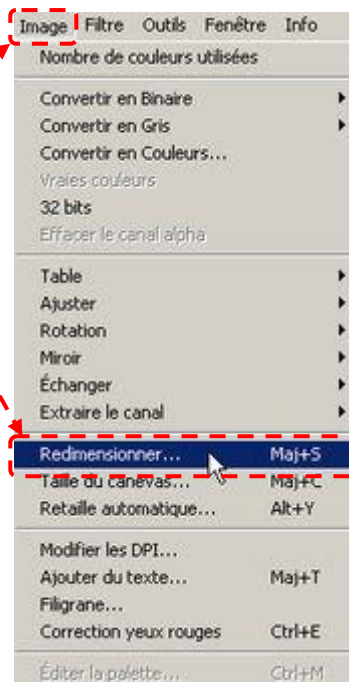 Image Filtre Outils Fenêtre Info
Nombre de couleurs utilisées
Convertir en Binaire
Convertir en Gris
Convertir en Couleurs...
Vraies couleurs
32 bits
Effacer le canal alpha
Table
Ajuster
Rotation
Miroir
Échanger
Extraire le canal
Redimensionner... Maj+S
Taille du canevas... Maj+C
Retaille automatique... Alt+Y
Modifier les DPI...
Ajouter du texte... Maj+T
Filigrane...
Correction yeux rouges Ctrl+E
Éditer la palette... Ctrl+M